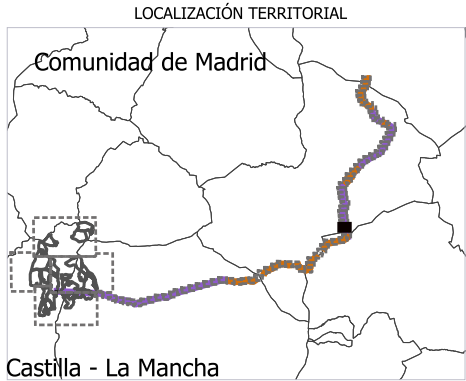 LOCALIZACIÓN TERRITORIAL
Comunidad de Madrid
Castilla - La Mancha